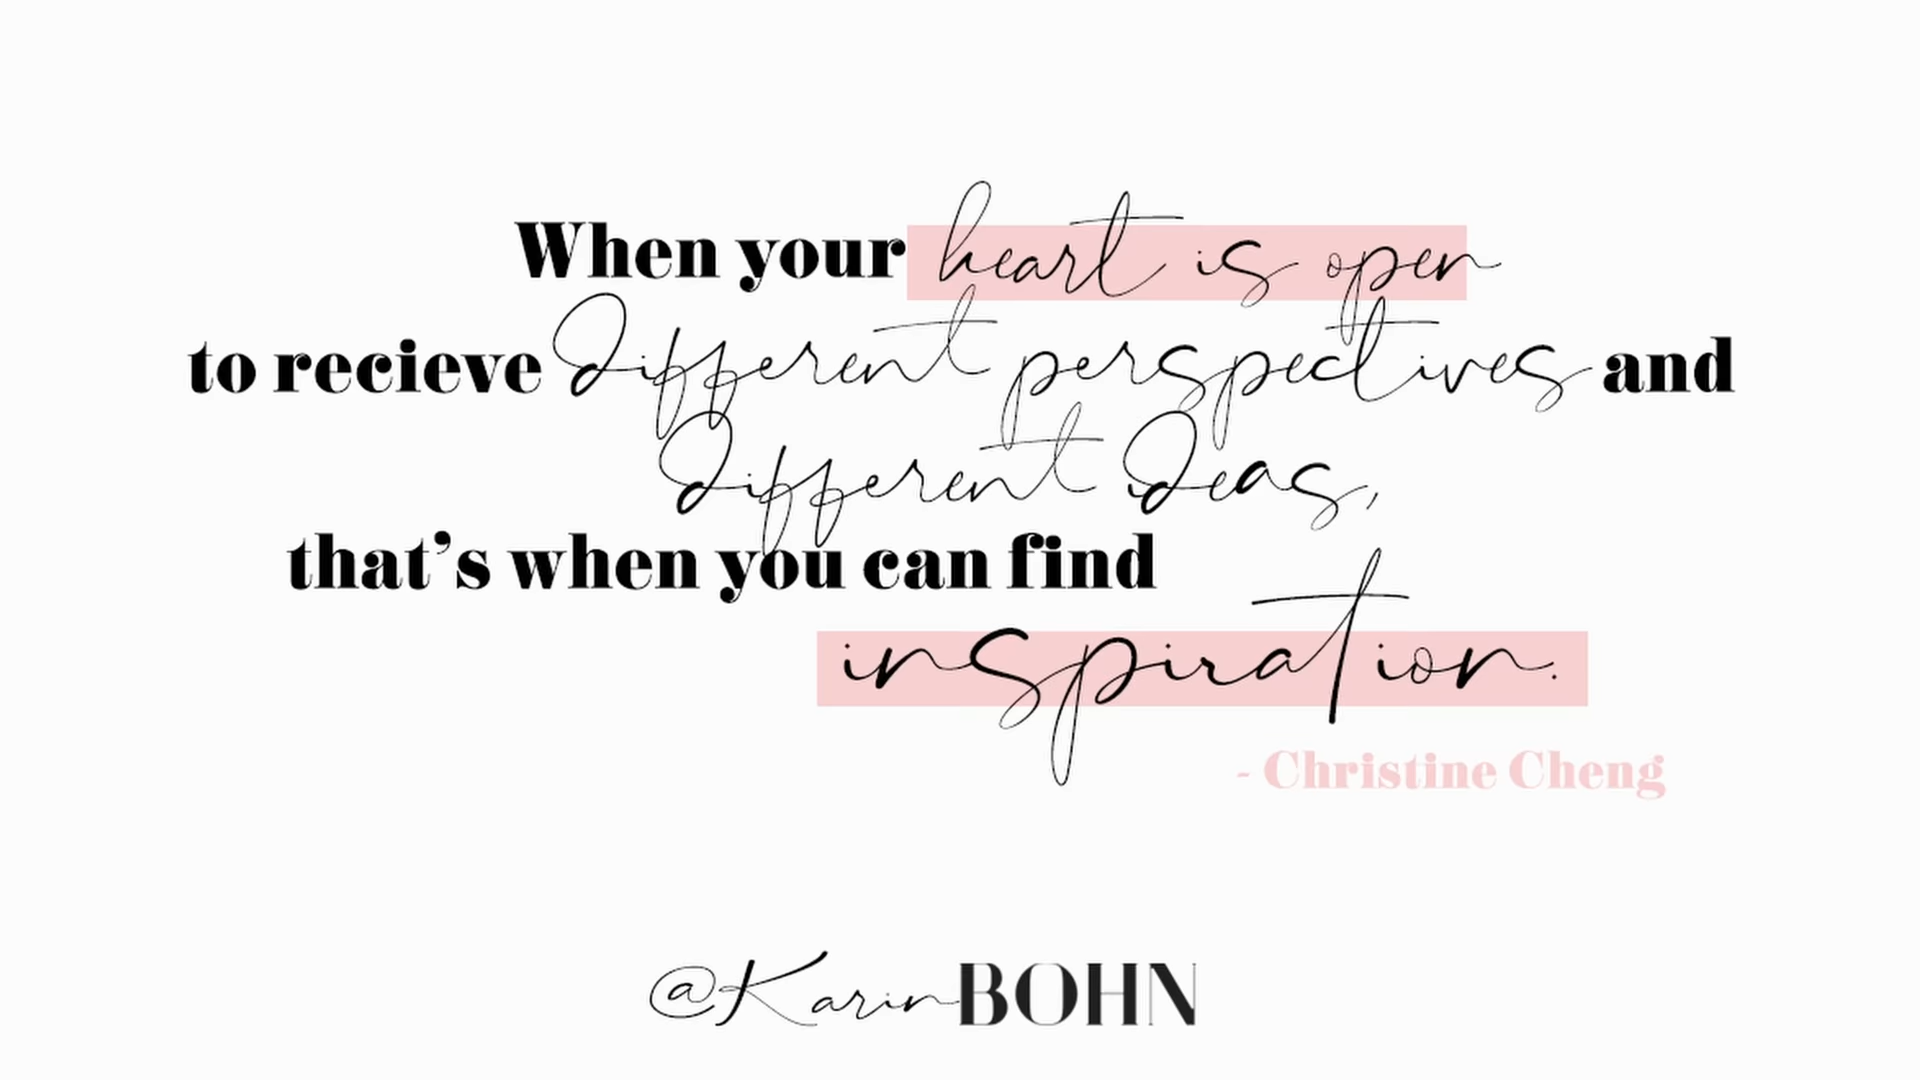 When your heart is open
to recieve different perspectives and
different ideas,
that's when you can find
inspiration.
- Christine Cheng
@KarinBOHN